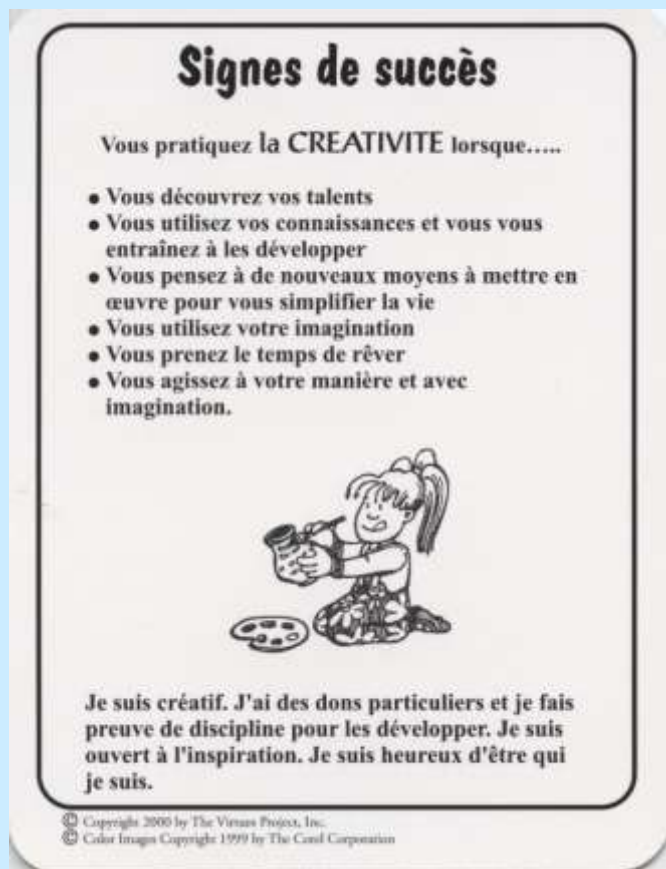 Signes de succès
Vous pratiquez la CREATIVITE lorsque.....
● Vous découvrez vos talents
● Vous utilisez vos connaissances et vous vous
entraînez à les développer
● Vous pensez à de nouveaux moyens à mettre en
œuvre pour vous simplifier la vie
● Vous utilisez votre imagination
● Vous prenez le temps de rêver
● Vous agissez à votre manière et avec
imagination.
Je suis créatif. J'ai des dons particuliers et je fais
preuve de discipline pour les développer. Je suis
ouvert à l'inspiration. Je suis heureux d'être qui
je suis.
© Copyright 2000 by The Virtues Project, Inc.
© Color Images Copyright 1999 by The Corel Corporation